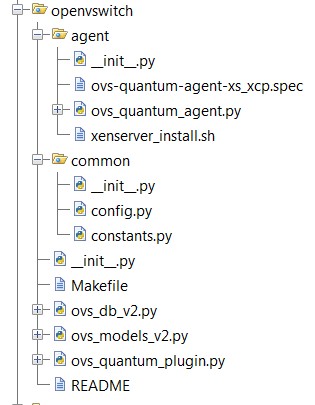 openvswitch
agent
__init__.py
ovs-quantum-agent-xs_xcp.spec
ovs_quantum_agent.py
xenserver_install.sh
common
__init__.py
config.py
constants.py
__init__.py
Makefile
ovs_db_v2.py
ovs_models_v2.py
ovs_quantum_plugin.py
README